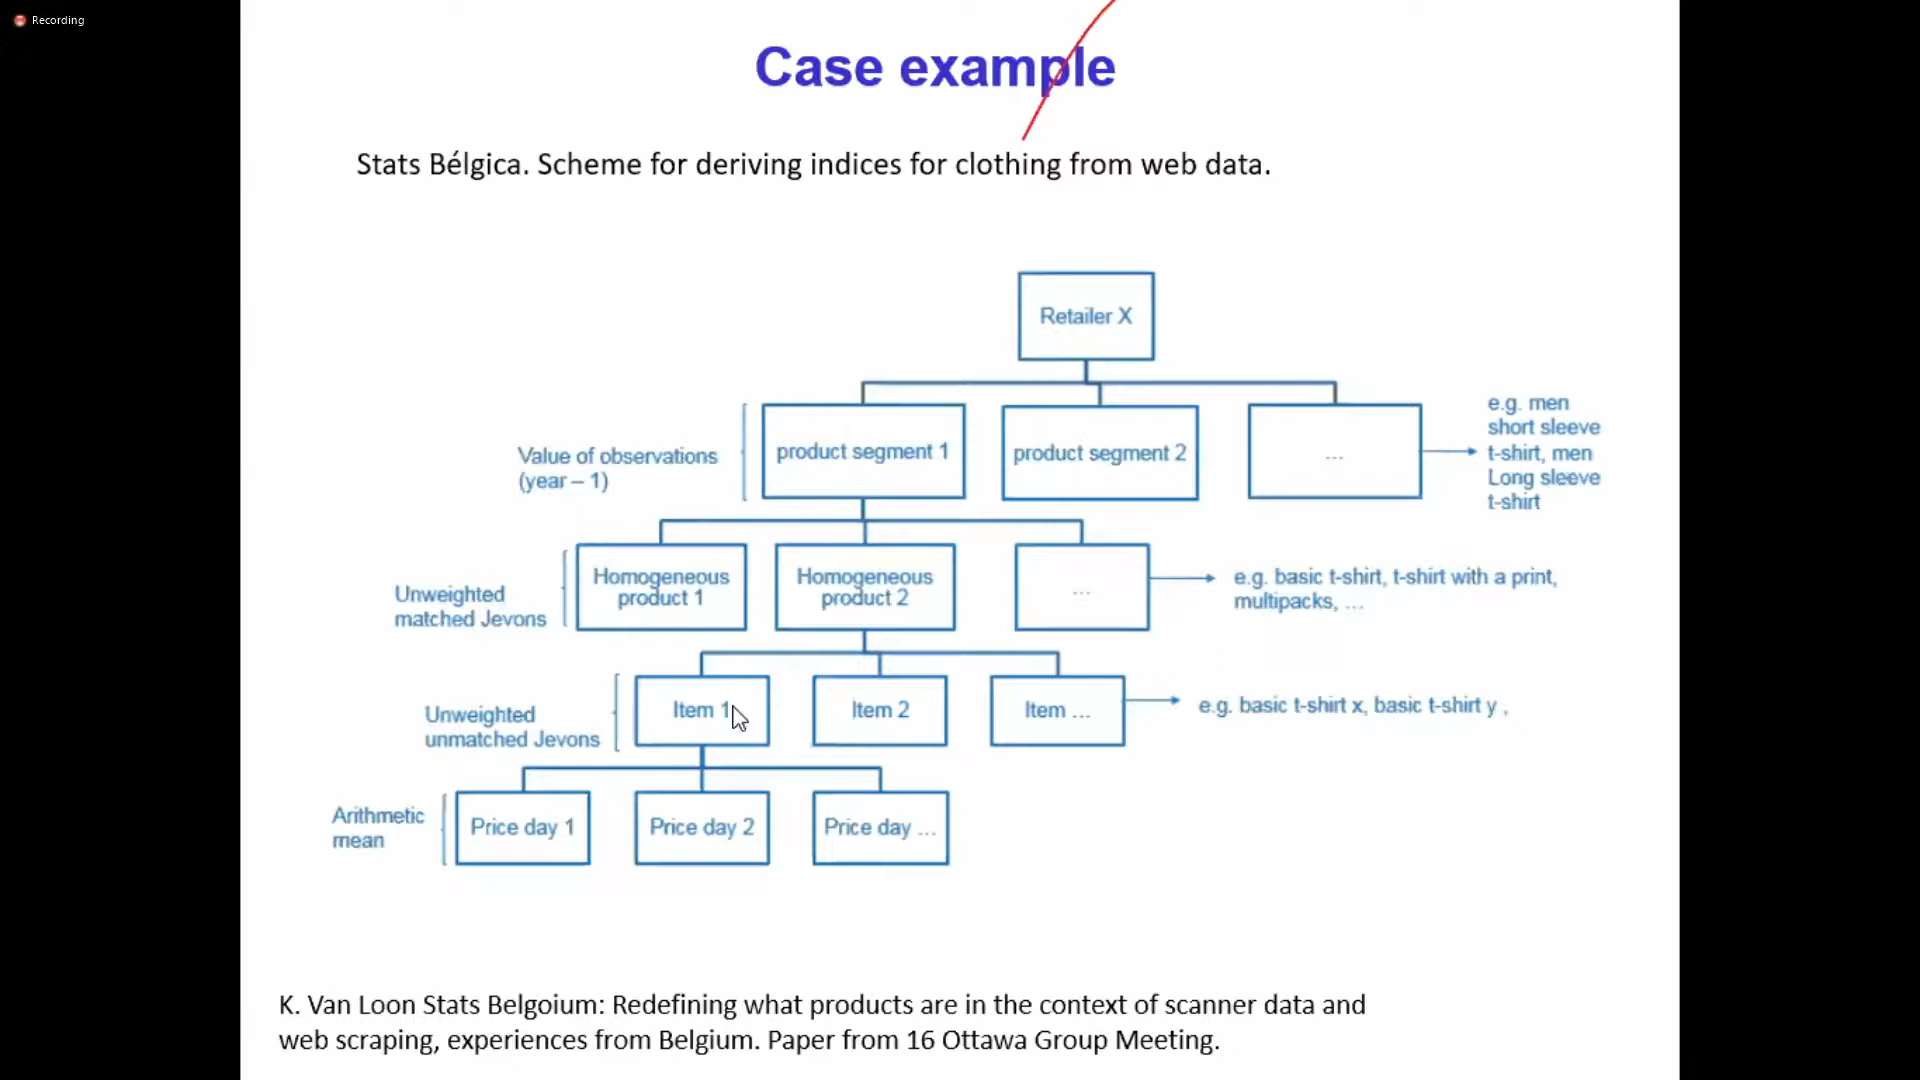 Recording
Case example
Stats Bélgica. Scheme for deriving indices for clothing from web data.
Retailer X
Value of observations
(year – 1)
product segment 1
product segment 2
...
e.g. men
short sleeve
t-shirt, men
Long sleeve
t-shirt
Unweighted
matched Jevons
Homogeneous
product 1
Homogeneous
product 2
...
e.g. basic t-shirt, t-shirt with a print,
multipacks, ...
Unweighted
unmatched Jevons
Item 1
Item 2
Item ...
e.g. basic t-shirt x, basic t-shirt y ,
Arithmetic
mean
Price day 1
Price day 2
Price day ...
K. Van Loon Stats Belgoium: Redefining what products are in the context of scanner data and
web scraping, experiences from Belgium. Paper from 16 Ottawa Group Meeting.